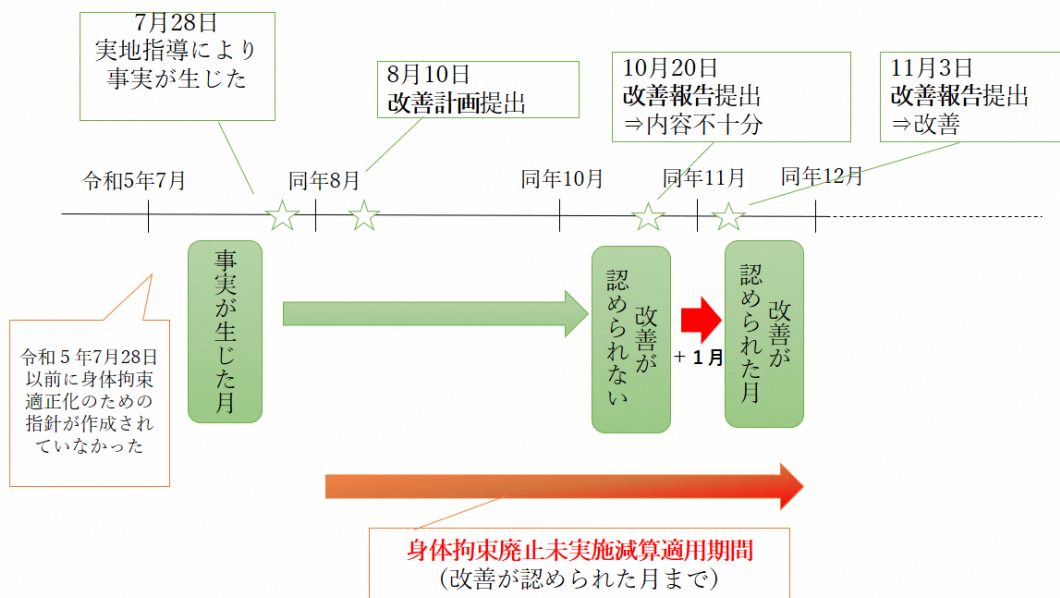 7月28日
実地指導により
事実が生じた
8月10日
改善計画提出
10月20日
改善報告提出
⇒内容不十分
11月3日
改善報告提出
⇒改善
令和5年7月
同年8月
同年10月
同年11月
同年12月
事実が生じた月
改善が
認められない
+1月
改善が
認められた月
令和5年7月28日
以前に身体拘束
適正化のための
指針が作成され
ていなかった
身体拘束廃止未実施減算適用期間
(改善が認められた月まで)